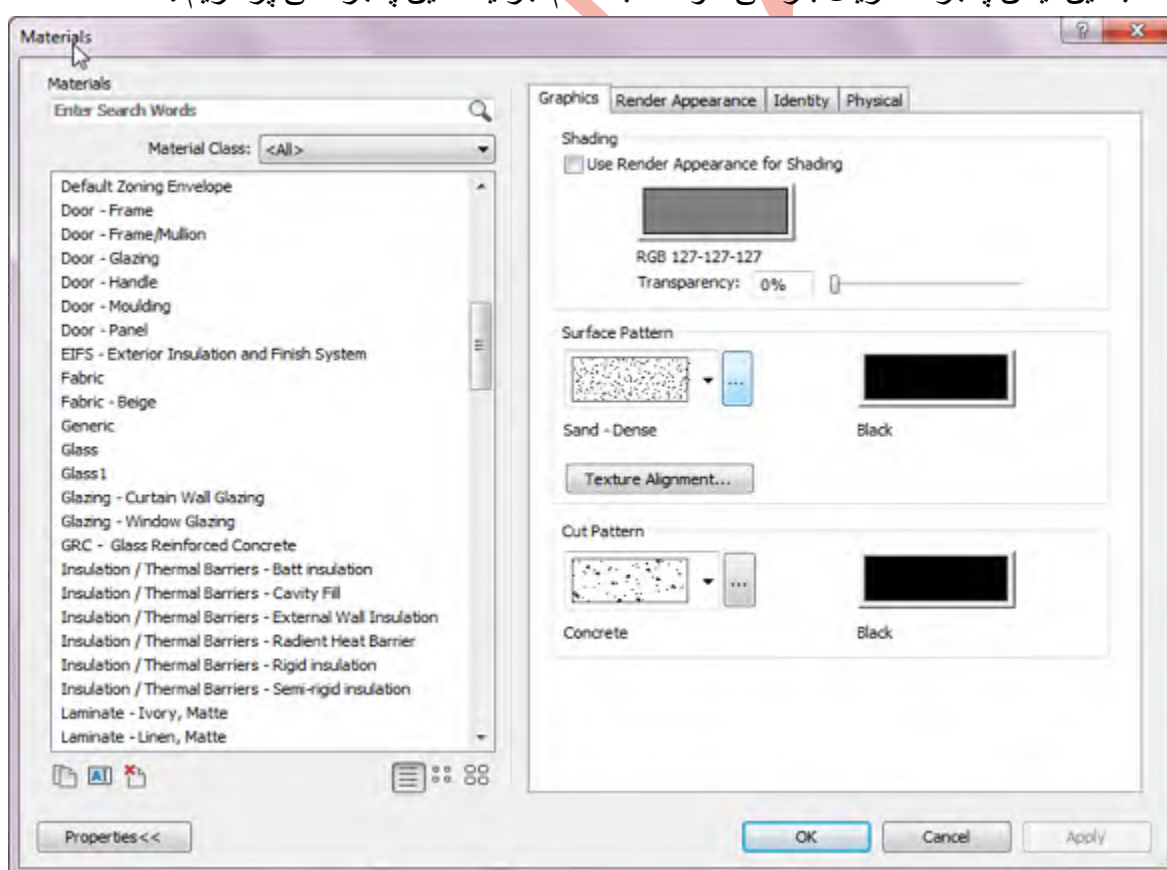 Materials
Materials
Enter Search Words
Material Class: <All>
Default Zoning Envelope
Door - Frame
Door - Frame/Mullion
Door - Glazing
Door - Handle
Door - Moulding
Door - Panel
EIFS - Exterior Insulation and Finish System
Fabric
Fabric - Beige
Generic
Glass
Glass1
Glazing - Curtain Wall Glazing
Glazing - Window Glazing
GRC - Glass Reinforced Concrete
Insulation / Thermal Barriers - Batt insulation
Insulation / Thermal Barriers - Cavity Fill
Insulation / Thermal Barriers - External Wall Insulation
Insulation / Thermal Barriers - Radient Heat Barrier
Insulation / Thermal Barriers - Rigid insulation
Insulation / Thermal Barriers - Semi-rigid insulation
Laminate - Ivory, Matte
Laminate - Linen, Matte
Properties<<
Graphics Render Appearance Identity Physical
Shading
Use Render Appearance for Shading
RGB 127-127-127
Transparency: 0%
Surface Pattern
...
Sand - Dense Black
Texture Alignment...
Cut Pattern
...
Concrete Black
OK Cancel Apply